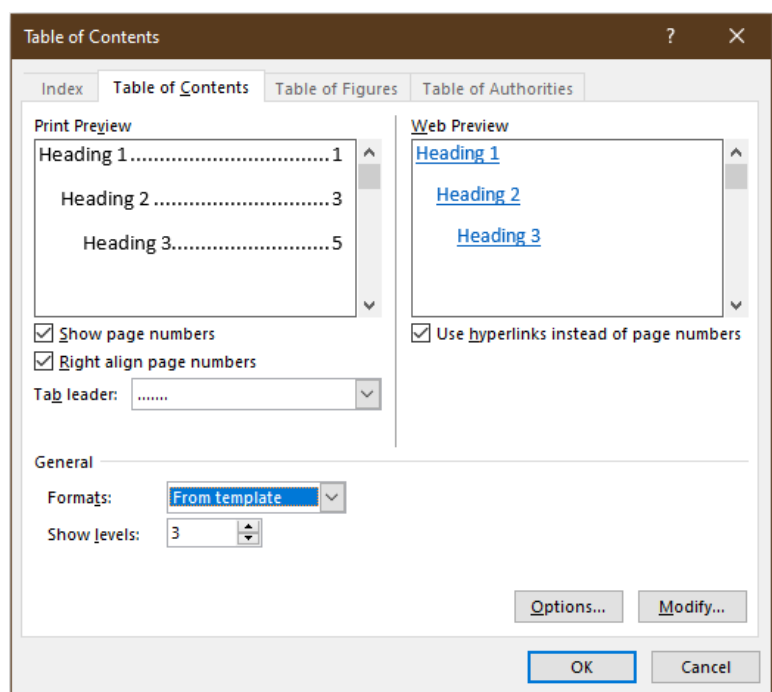 Table of Contents ?
Index Table of Contents Table of Figures Table of Authorities
Print Preview
Heading 1..............................1
Heading 2...........................3
Heading 3........................5
Show page numbers
Right align page numbers
Tab leader: .......
Web Preview
Heading 1
Heading 2
Heading 3
Use hyperlinks instead of page numbers
General
Formats: From template
Show levels: 3
Options... Modify...
OK Cancel